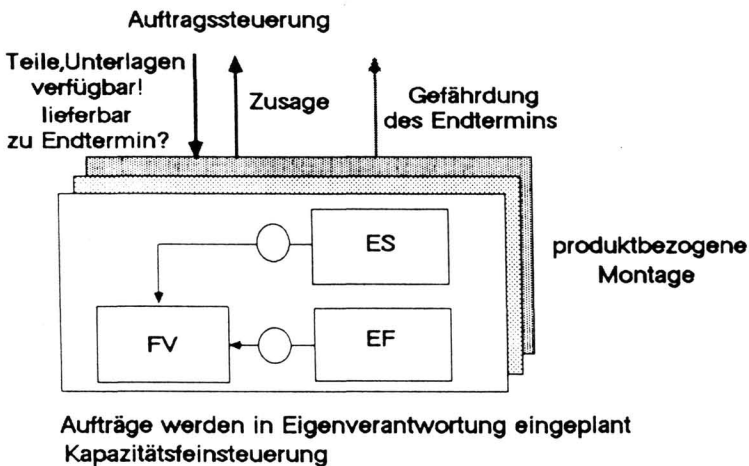 Auftragssteuerung
Teile,Unterlagen
verfügbar!
lieferbar
zu Endtermin?
Zusage
Gefährdung
des Endtermins
ES
FV
EF
produktbezogene
Montage
Aufträge werden in Eigenverantwortung eingeplant
Kapazitätsfeinsteuerung